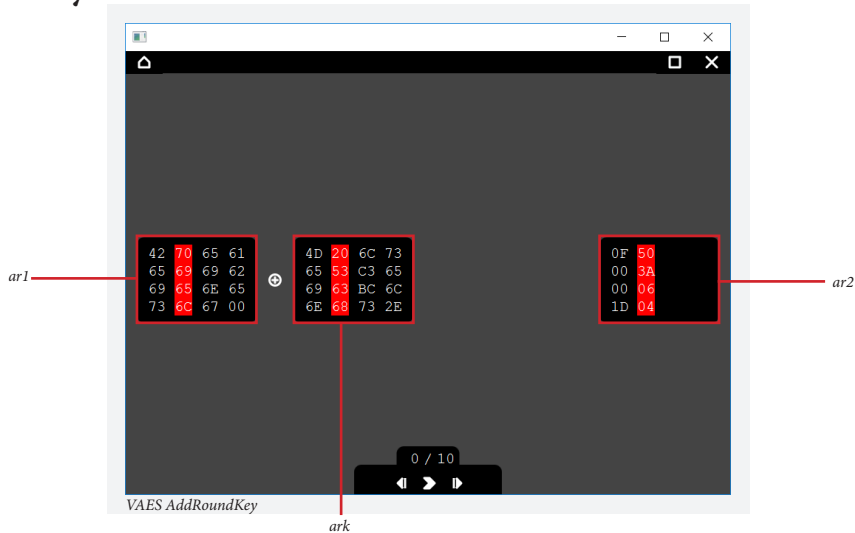 42 70 65 61 4D 20 6C 73 0F 50
65 69 69 62 65 53 C3 65 00 3A
ar1 ar2
69 65 6E 65 69 63 BC 6C 00 06
73 6C 67 00 6E 68 73 2E 1D 04
0 / 10
VAES AddRoundKey
ark